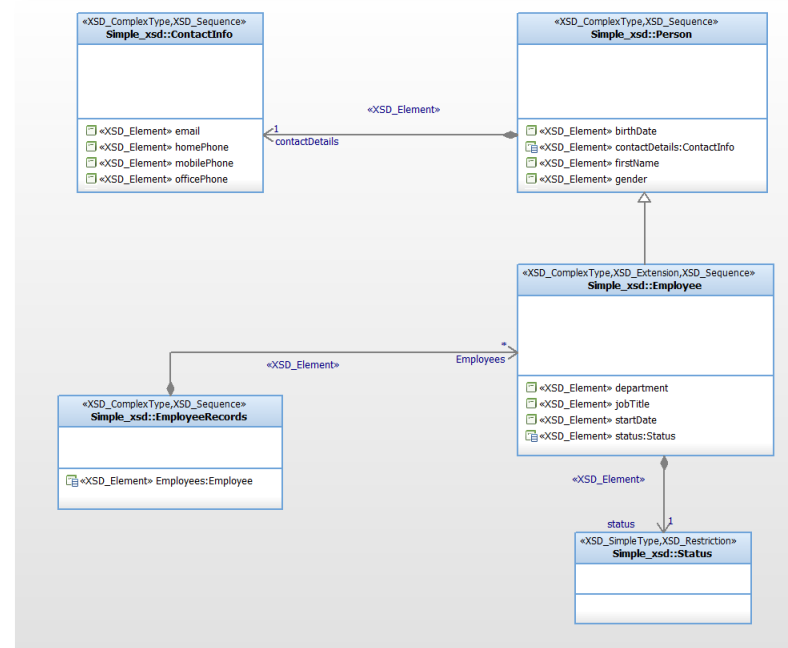 «XSD_ComplexType,XSD_Sequence»
Simple_xsd::ContactInfo
«XSD_Element» email
«XSD_Element» homePhone
«XSD_Element» mobilePhone
«XSD_Element» officePhone
«XSD_Element»
1
contactDetails
«XSD_ComplexType,XSD_Sequence»
Simple_xsd::Person
«XSD_Element» birthDate
«XSD_Element» contactDetails:ContactInfo
«XSD_Element» firstName
«XSD_Element» gender
«XSD_ComplexType,XSD_Extension,XSD_Sequence»
Simple_xsd::Employee
«XSD_Element» department
«XSD_Element» jobTitle
«XSD_Element» startDate
«XSD_Element» status:Status
*
Employees
«XSD_Element»
«XSD_ComplexType,XSD_Sequence»
Simple_xsd::EmployeeRecords
«XSD_Element» Employees:Employee
«XSD_Element»
status
1
«XSD_SimpleType,XSD_Restriction»
Simple_xsd::Status